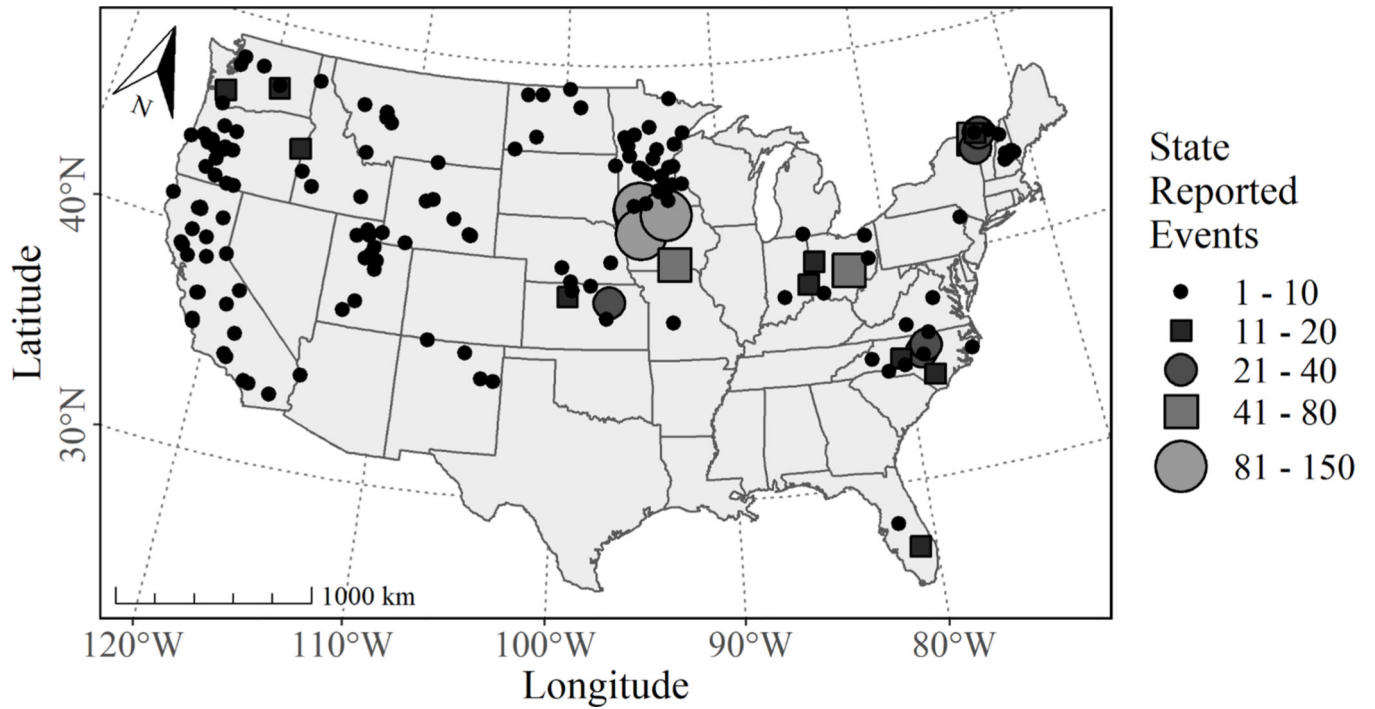 N
Latitude
40°N
30°N
1000 km
120°W 110°W 100°W 90°W 80°W
Longitude
State
Reported
Events
1 - 10
11 - 20
21 - 40
41 - 80
81 - 150